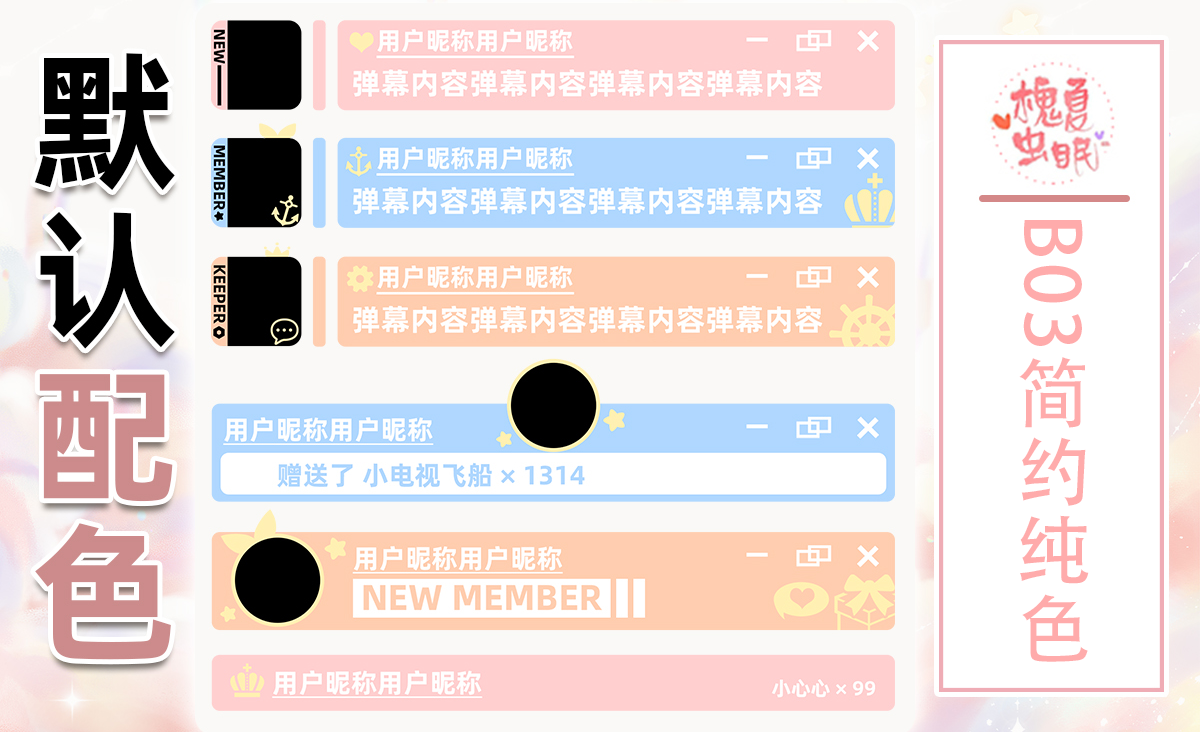 默认配色
NEW
用户昵称用户昵称
弹幕内容弹幕内容弹幕内容弹幕内容
MEMBER
用户昵称用户昵称
弹幕内容弹幕内容弹幕内容弹幕内容
KEEPER
用户昵称用户昵称
弹幕内容弹幕内容弹幕内容弹幕内容
用户昵称用户昵称
赠送了 小电视飞船 × 1314
用户昵称用户昵称
NEW MEMBER
用户昵称用户昵称
小心心 × 99
槐夏
虫眠
B03简约纯色